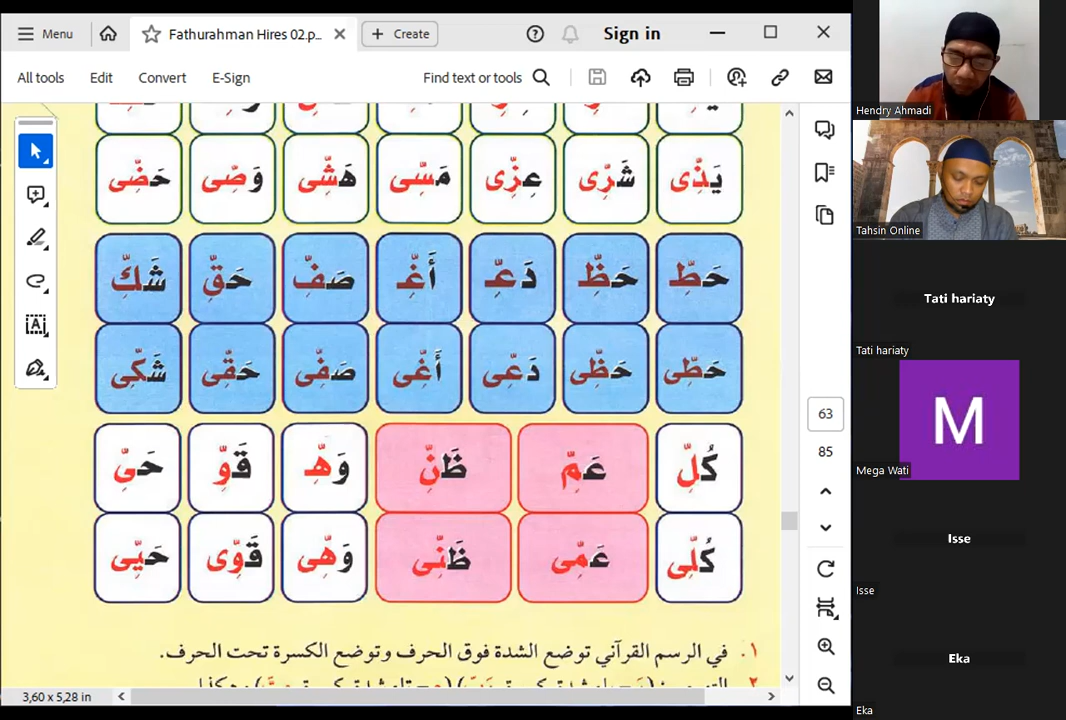 Menu
Fathurahman Hires 02.p...
Create
Sign in
All tools
Edit
Convert
E-Sign
Find text or tools
يَذِّى شَرِّى عِزِّى مَسِّى هَشِّى وَصِّى حَضِّى
حَطِّ حَظِّ دَعِّـ أَغِّـ صَفِّ حَقِّ شَكِّ
حَطِّى حَظِّى دَعِّى أَغِّى صَفِّى حَقِّى شَكِّى
كُلِّ عَمِّ ظَنِّ وَهِّـ قَوِّ حَىِّ
كُلِّى عَمِّى ظَنِّى وَهِّى قَوِّى حَيِّى
١. في الرسم القرآني توضع الشدة فوق الحرف وتوضع الكسرة تحت الحرف.
63
85
3,60 x 5,28 in
Hendry Ahmadi
Tahsin Online
Tati hariaty
Tati hariaty
M
Mega Wati
Isse
Isse
Eka
Eka